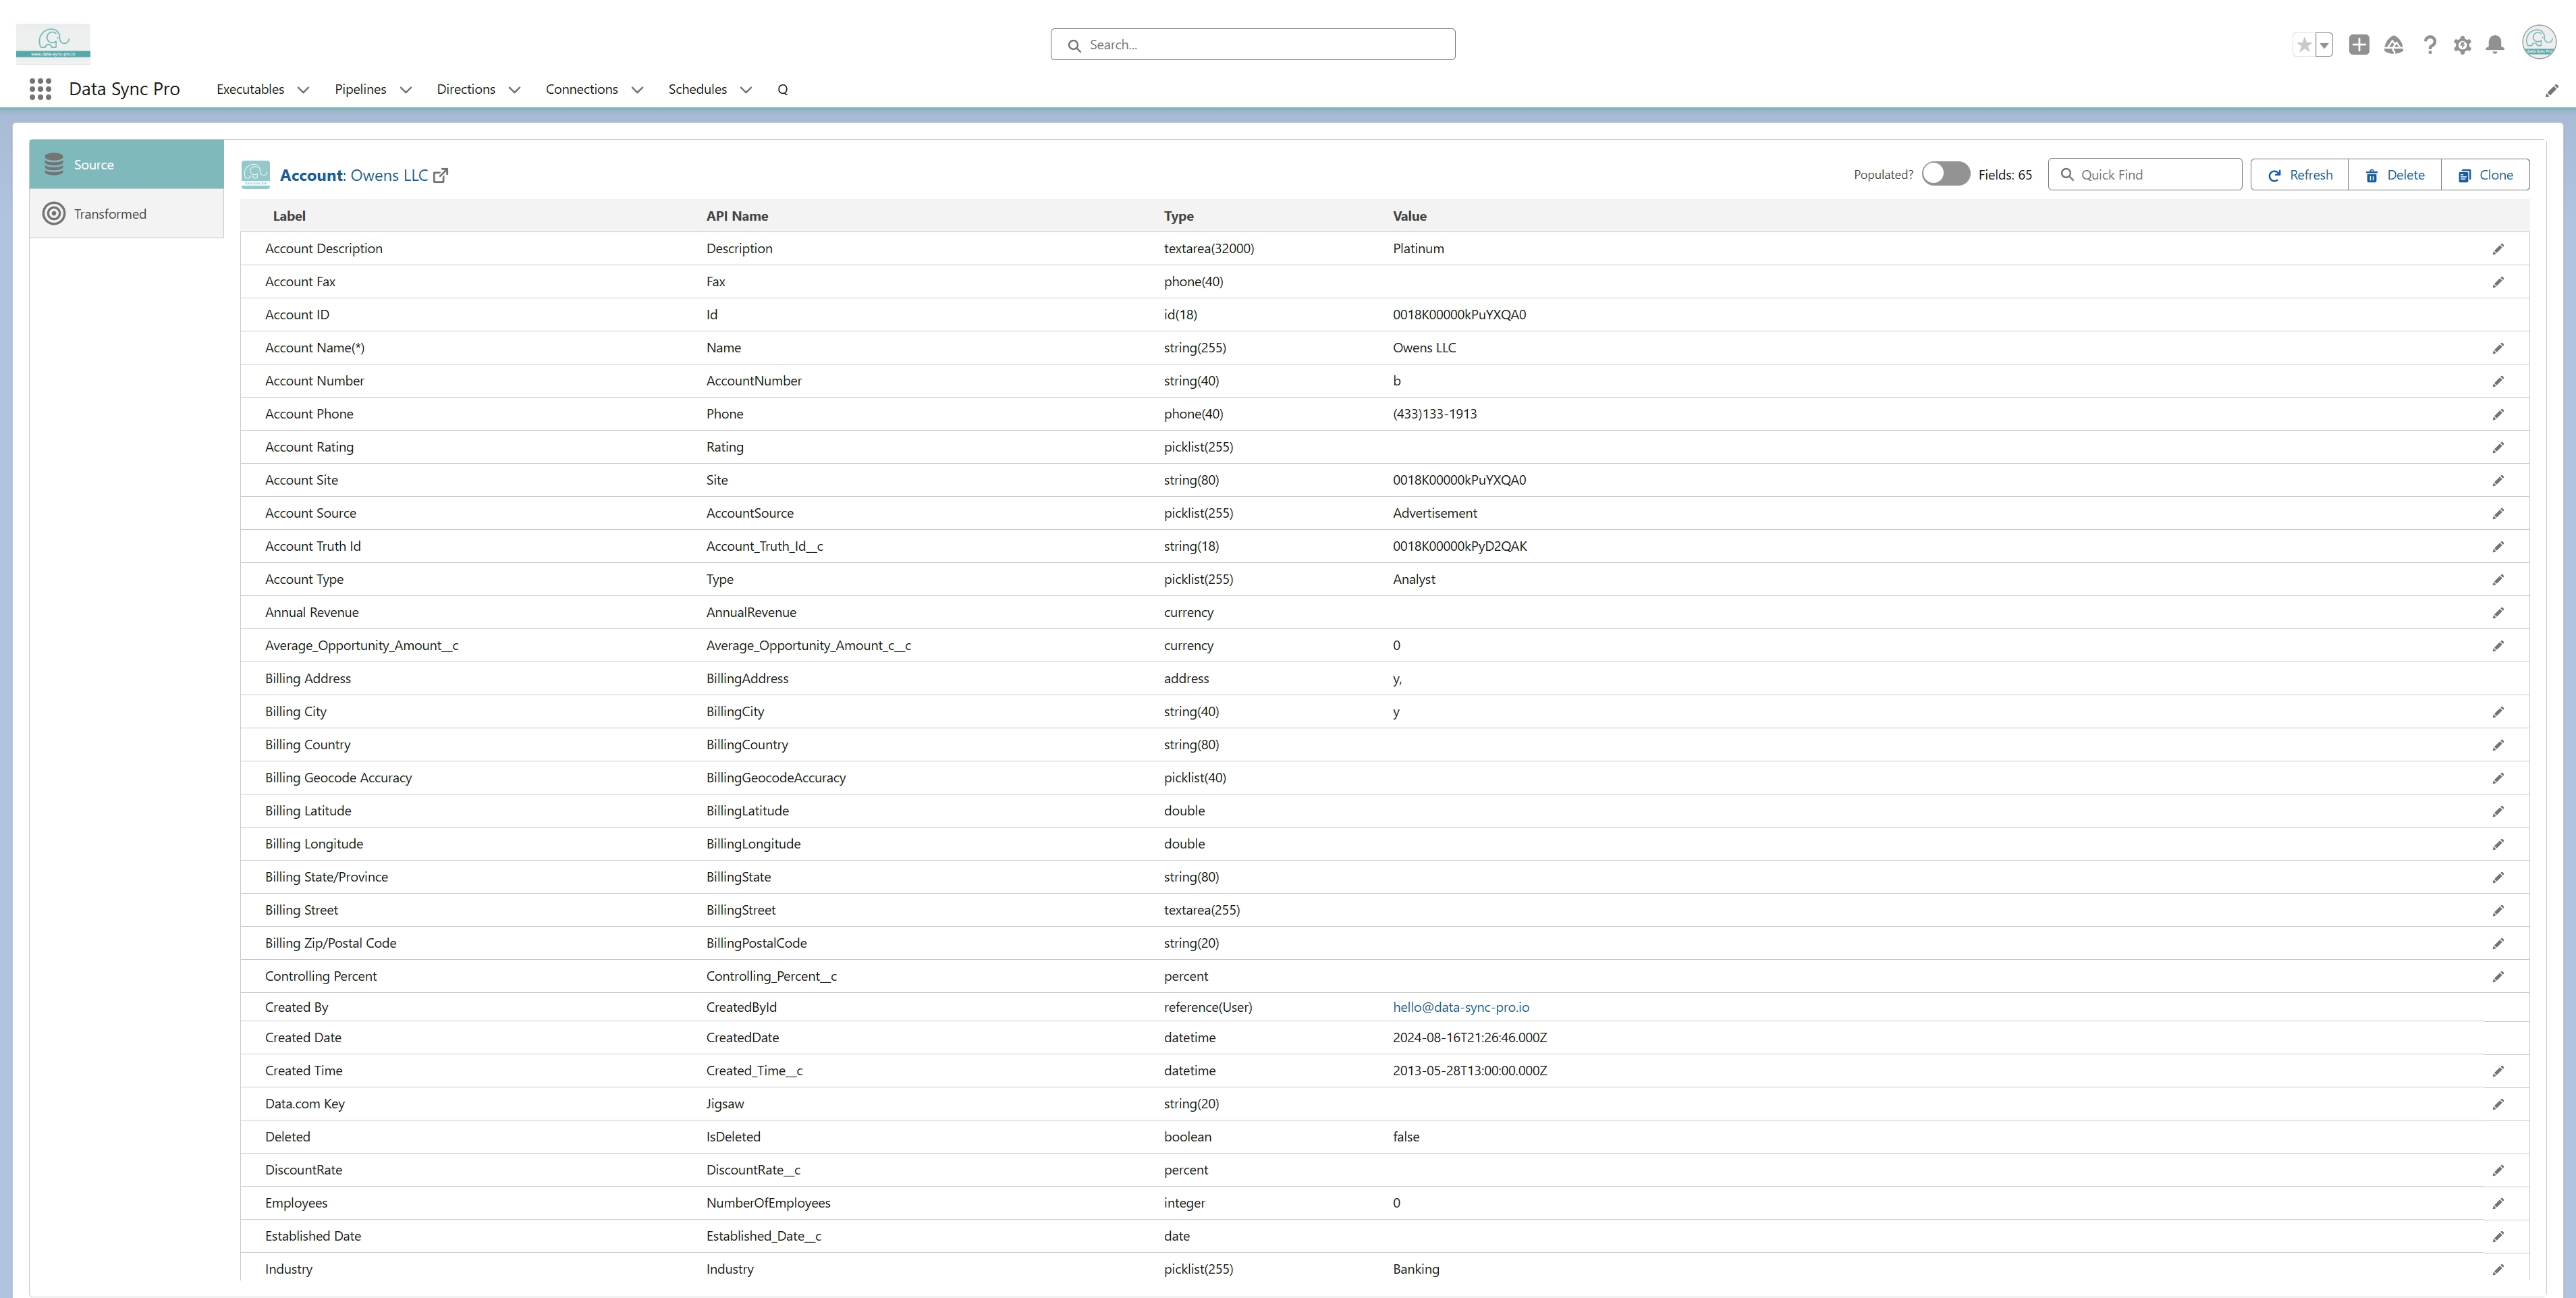 www.data-sync-pro.io
Search...
Data Sync Pro Executables Pipelines Directions Connections Schedules Q
Source
Transformed
Account: Owens LLC Populated? Fields: 65 Quick Find Refresh Delete Clone
Label API Name Type Value
Account Description Description textarea(32000) Platinum
Account Fax Fax phone(40)
Account ID Id id(18) 0018K00000kPuYXQA0
Account Name(*) Name string(255) Owens LLC
Account Number AccountNumber string(40) b
Account Phone Phone phone(40) (433)133-1913
Account Rating Rating picklist(255)
Account Site Site string(80) 0018K00000kPuYXQA0
Account Source AccountSource picklist(255) Advertisement
Account Truth Id Account_Truth_Id__c string(18) 0018K00000kPyD2QAK
Account Type Type picklist(255) Analyst
Annual Revenue AnnualRevenue currency
Average_Opportunity_Amount__c Average_Opportunity_Amount_c__c currency 0
Billing Address BillingAddress address y,
Billing City BillingCity string(40) y
Billing Country BillingCountry string(80)
Billing Geocode Accuracy BillingGeocodeAccuracy picklist(40)
Billing Latitude BillingLatitude double
Billing Longitude BillingLongitude double
Billing State/Province BillingState string(80)
Billing Street BillingStreet textarea(255)
Billing Zip/Postal Code BillingPostalCode string(20)
Controlling Percent Controlling_Percent__c percent
Created By CreatedById reference(User) hello@data-sync-pro.io
Created Date CreatedDate datetime 2024-08-16T21:26:46.000Z
Created Time Created_Time__c datetime 2013-05-28T13:00:00.000Z
Data.com Key Jigsaw string(20)
Deleted IsDeleted boolean false
DiscountRate DiscountRate__c percent
Employees NumberOfEmployees integer 0
Established Date Established_Date__c date
Industry Industry picklist(255) Banking